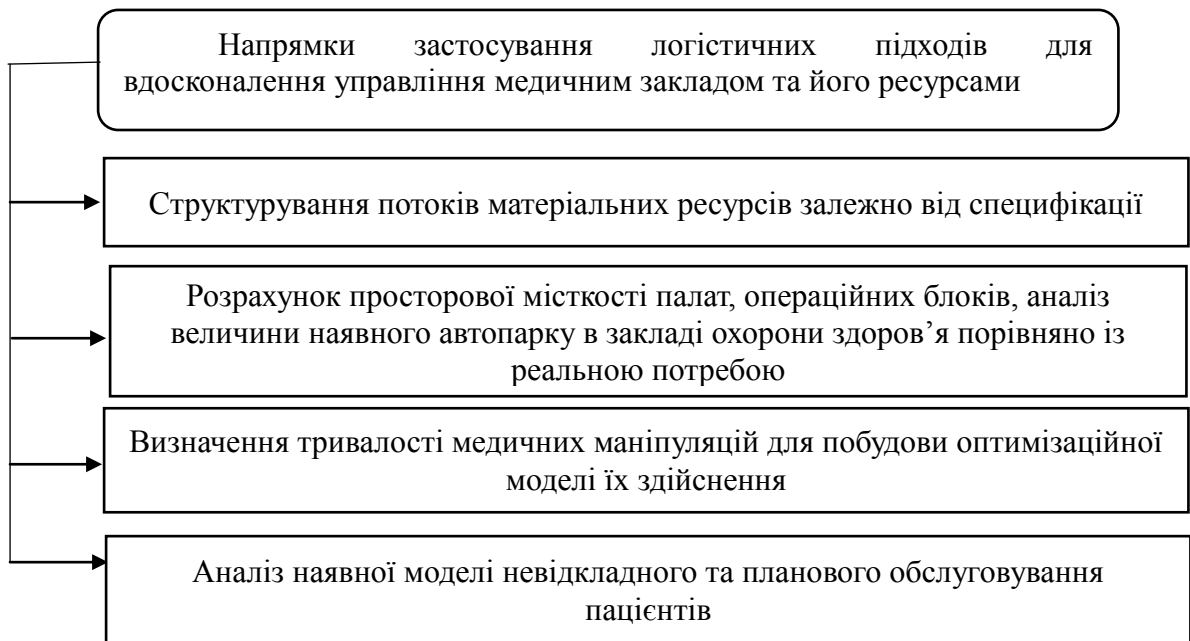 Напрямки застосування логістичних підходів для
вдосконалення управління медичним закладом та його ресурсами
Структурування потоків матеріальних ресурсів залежно від специфікації
Розрахунок просторової місткості палат, операційних блоків, аналіз
величини наявного автопарку в закладі охорони здоров’я порівняно із
реальною потребою
Визначення тривалості медичних маніпуляцій для побудови оптимізаційної
моделі їх здійснення
Аналіз наявної моделі невідкладного та планового обслуговування
пацієнтів